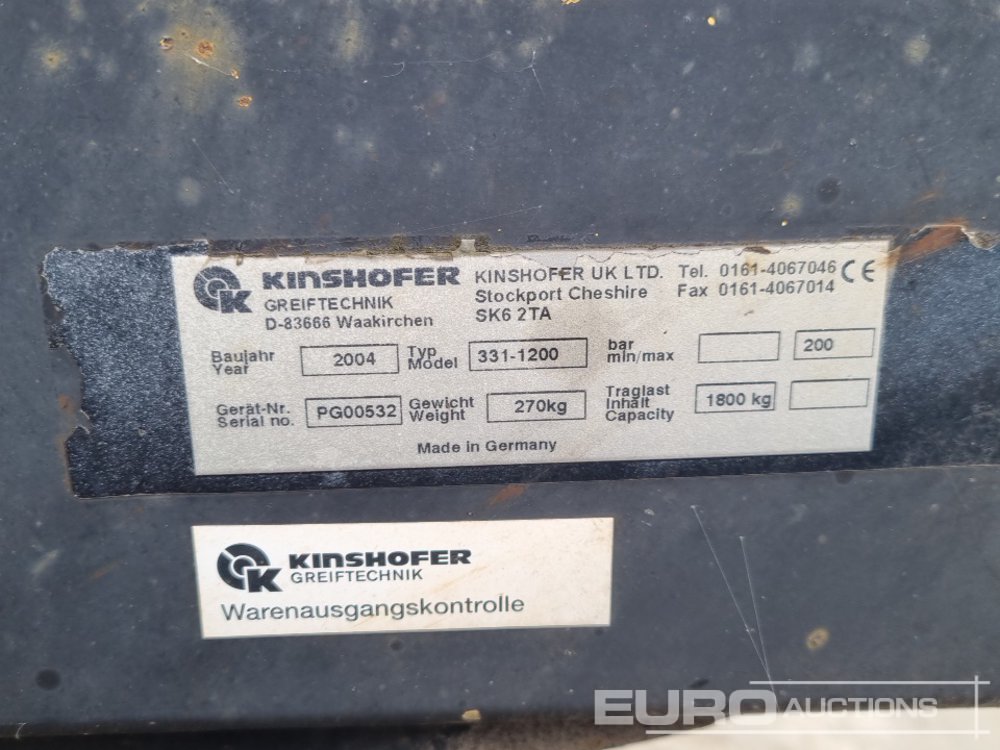 KINSHOFER
GREIFTECHNIK
D-83666 Waakirchen
KINSHOFER UK LTD.
Stockport Cheshire
SK6 2TA
Tel. 0161-4067046
Fax 0161-4067014
CE
Baujahr
Year
2004
Typ
Model
331-1200
bar
min/max
200
Gerät-Nr.
Serial no.
PG00532
Gewicht
Weight
270kg
Traglast
Inhalt
Capacity
1800 kg
Made in Germany
KINSHOFER
GREIFTECHNIK
Warenausgangskontrolle
EURO AUCTIONS